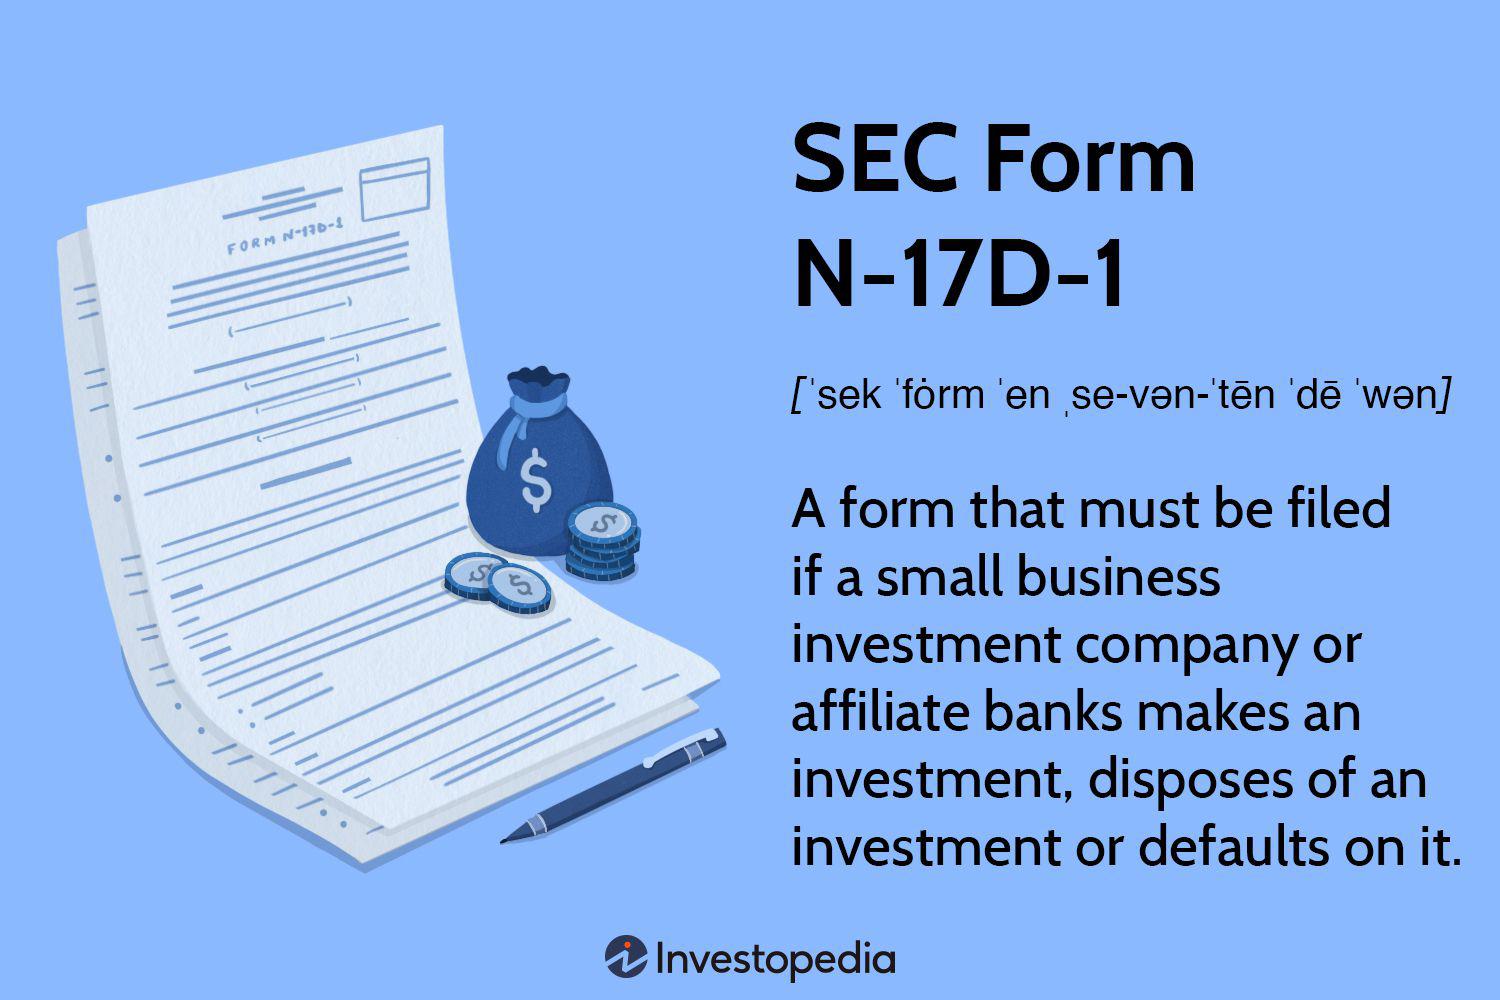 FORM N-17D-1
$
$
$
$
SEC Form
N-17D-1
[ˈsek ˈfȯrm ˈen ˌse-vən-ˈtēn ˈdē ˈwən]
A form that must be filed
if a small business
investment company or
affiliate banks makes an
investment, disposes of an
investment or defaults on it.
Investopedia